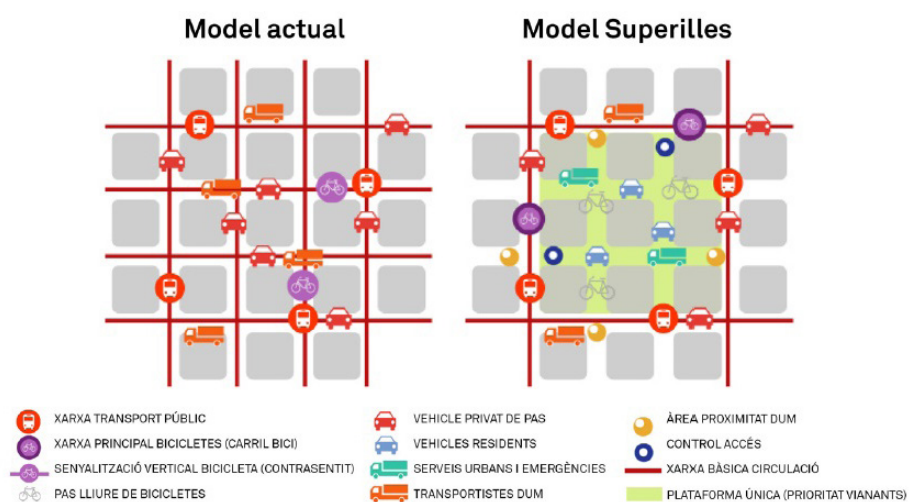 Model actual
Model Superilles
XARXA TRANSPORT PÚBLIC
XARXA PRINCIPAL BICICLETES (CARRIL BICI)
SENYALITZACIÓ VERTICAL BICICLETA (CONTRASENTIT)
PAS LLIURE DE BICICLETES
VEHICLE PRIVAT DE PAS
VEHICLES RESIDENTS
SERVEIS URBANS I EMERGÈNCIES
TRANSPORTISTES DUM
ÀREA PROXIMITAT DUM
CONTROL ACCÉS
XARXA BÀSICA CIRCULACIÓ
PLATAFORMA ÚNICA (PRIORITAT VIANANTS)